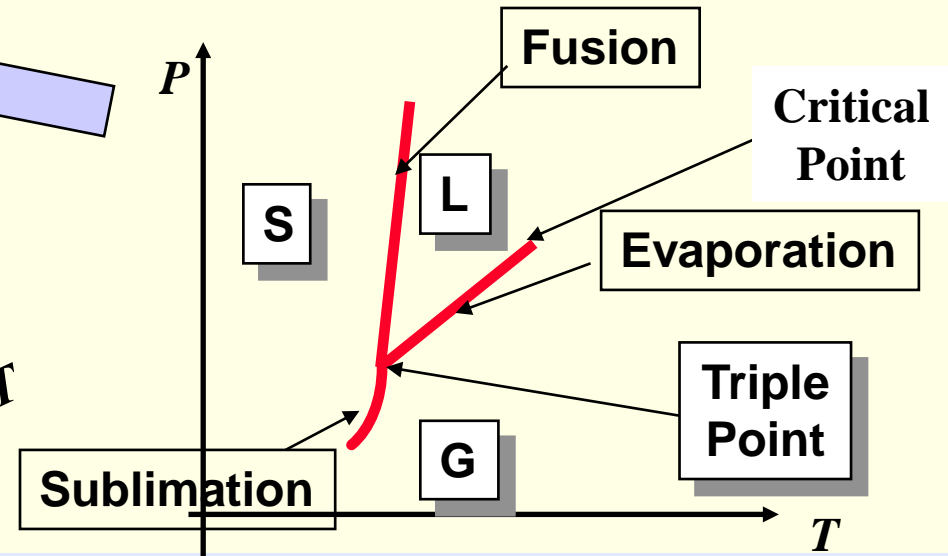 Fusion
P
Critical
Point
S
L
Evaporation
T
Triple
Point
G
Sublimation
T